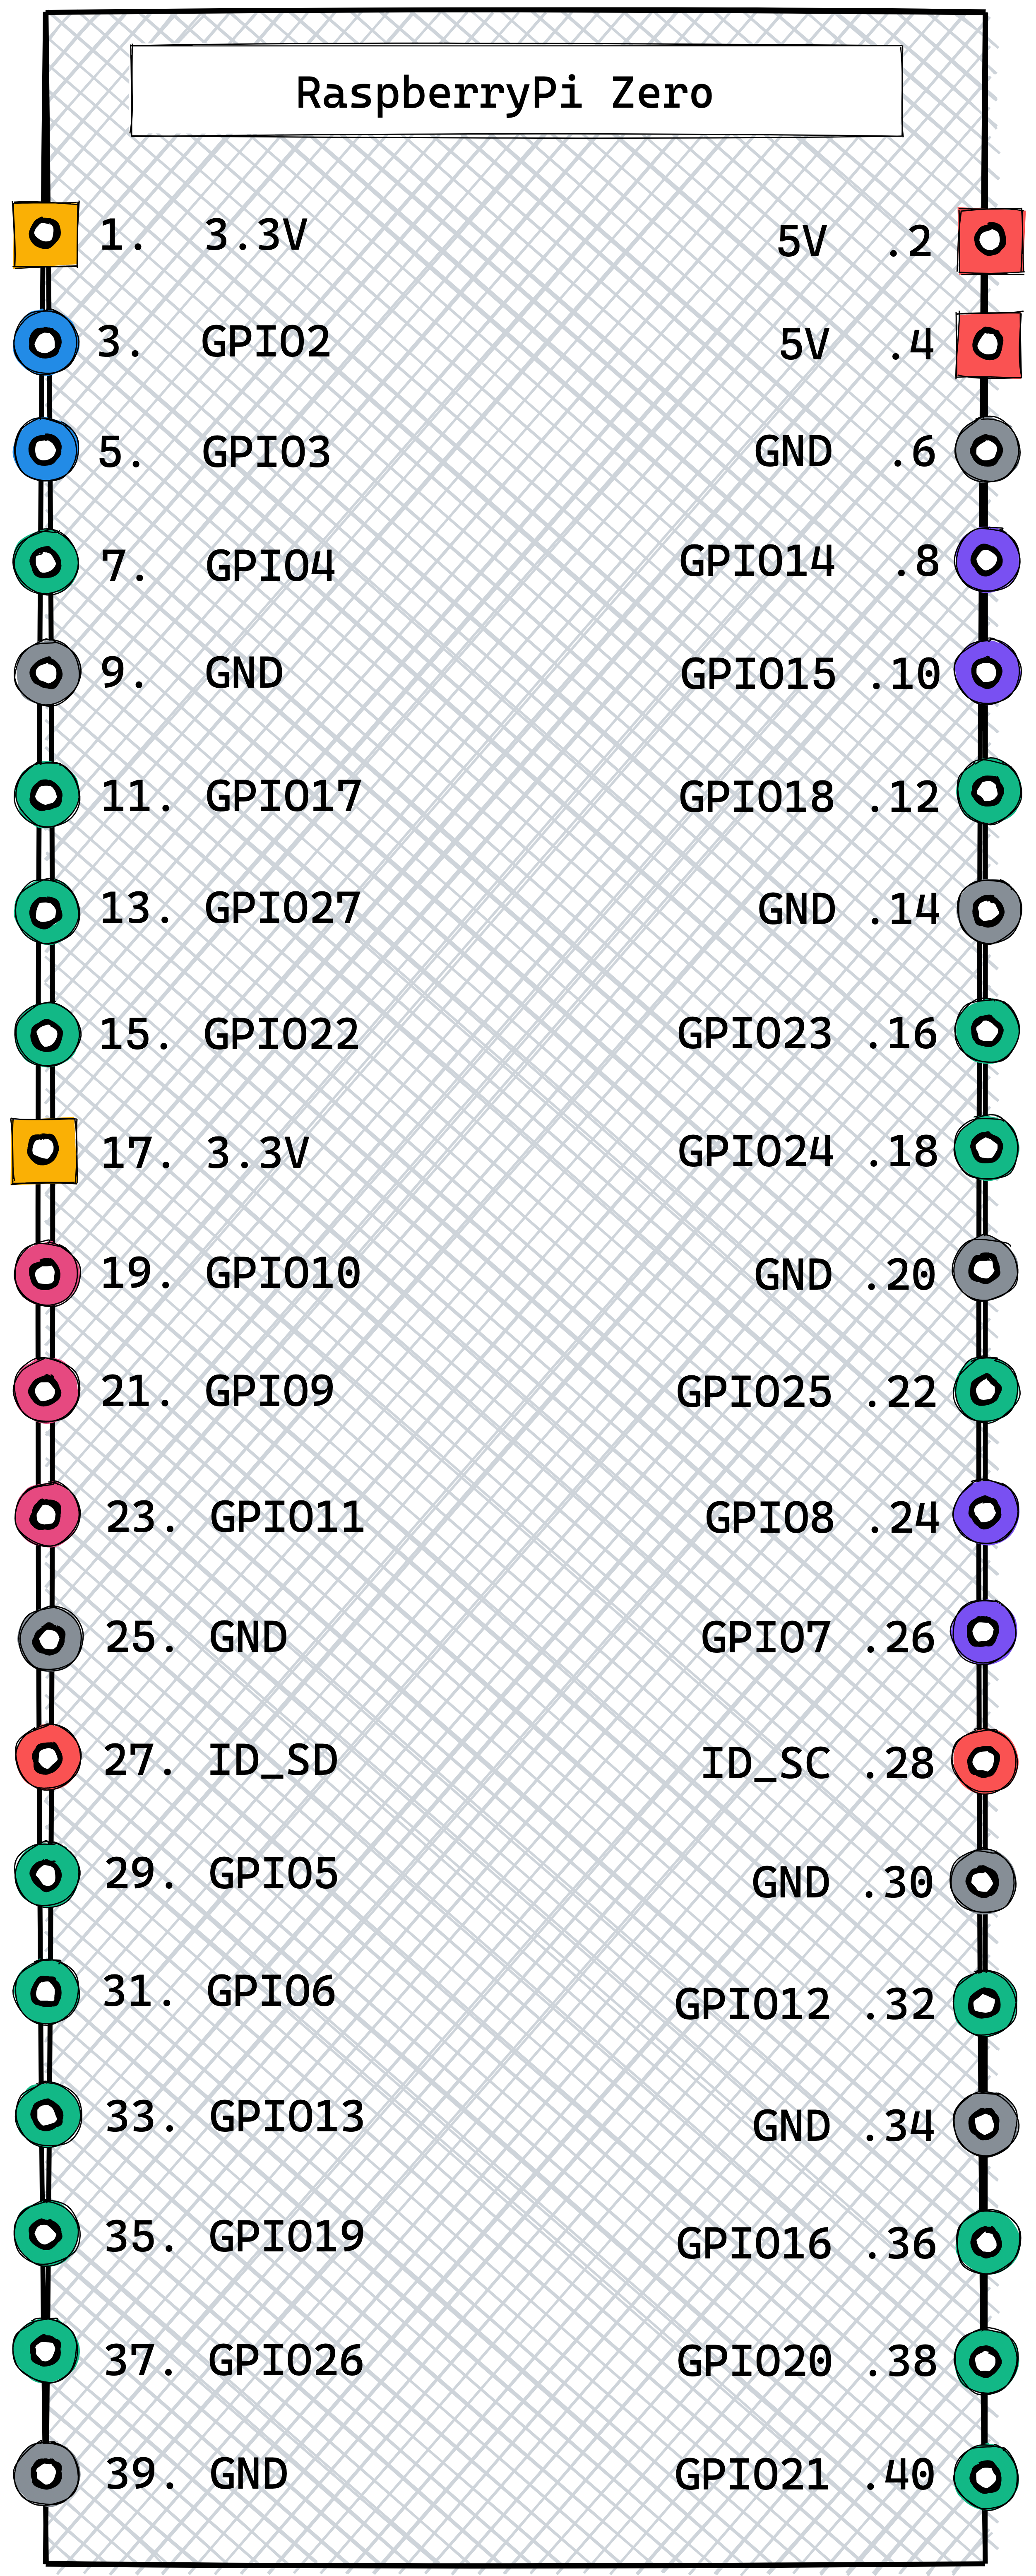 RaspberryPi Zero
1. 3.3V 5V .2
3. GPIO2 5V .4
5. GPIO3 GND .6
7. GPIO4 GPIO14 .8
9. GND GPIO15 .10
11. GPIO17 GPIO18 .12
13. GPIO27 GND .14
15. GPIO22 GPIO23 .16
17. 3.3V GPIO24 .18
19. GPIO10 GND .20
21. GPIO9 GPIO25 .22
23. GPIO11 GPIO8 .24
25. GND GPIO7 .26
27. ID_SD ID_SC .28
29. GPIO5 GND .30
31. GPIO6 GPIO12 .32
33. GPIO13 GND .34
35. GPIO19 GPIO16 .36
37. GPIO26 GPIO20 .38
39. GND GPIO21 .40